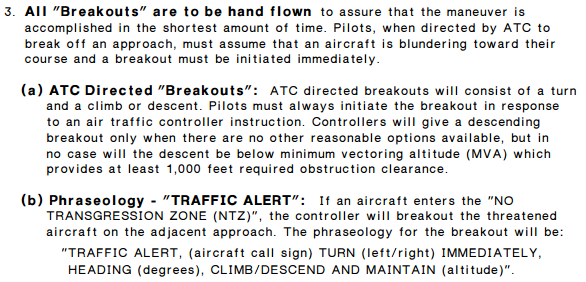 3. All "Breakouts" are to be hand flown to assure that the maneuver is
accomplished in the shortest amount of time. Pilots, when directed by ATC to
break off an approach, must assume that an aircraft is blundering toward their
course and a breakout must be initiated immediately.
(a) ATC Directed "Breakouts": ATC directed breakouts will consist of a turn
and a climb or descent. Pilots must always initiate the breakout in response
to an air traffic controller instruction. Controllers will give a descending
breakout only when there are no other reasonable options available, but in
no case will the descent be below minimum vectoring altitude (MVA) which
provides at least 1,000 feet required obstruction clearance.
(b) Phraseology - "TRAFFIC ALERT": If an aircraft enters the "NO
TRANSGRESSION ZONE (NTZ)", the controller will breakout the threatened
aircraft on the adjacent approach. The phraseology for the breakout will be:
"TRAFFIC ALERT, (aircraft call sign) TURN (left/right) IMMEDIATELY,
HEADING (degrees), CLIMB/DESCEND AND MAINTAIN (altitude)".